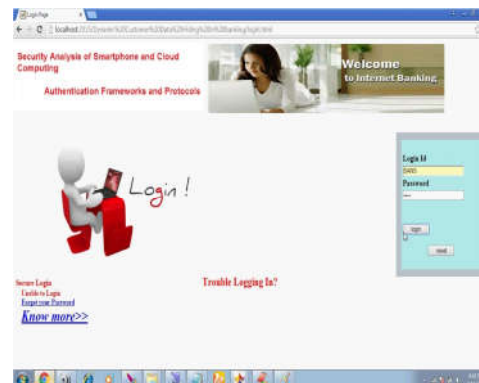 Login Page
Security Analysis of Smartphone and Cloud
Computing
Authentication Frameworks and Protocols
Welcome
to Internet Banking
Login !
Login Id
Password
login
reset
Secure Login
Unable to Login
Forgot your Password
Know more>>
Trouble Logging In?